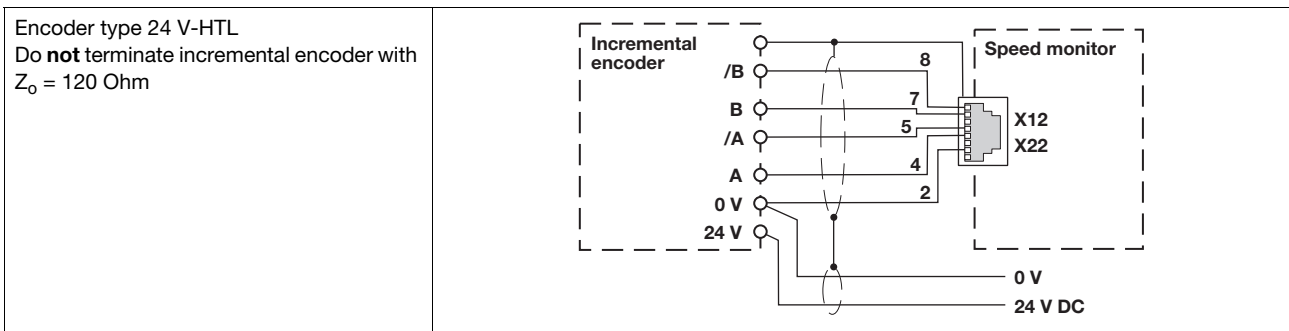 Encoder type 24 V-HTL
Do not terminate incremental encoder with
Zo = 120 Ohm
Incremental
encoder
Speed monitor
/B
8
B
7
/A
5
X12
X22
A
4
0 V
2
24 V
0 V
24 V DC